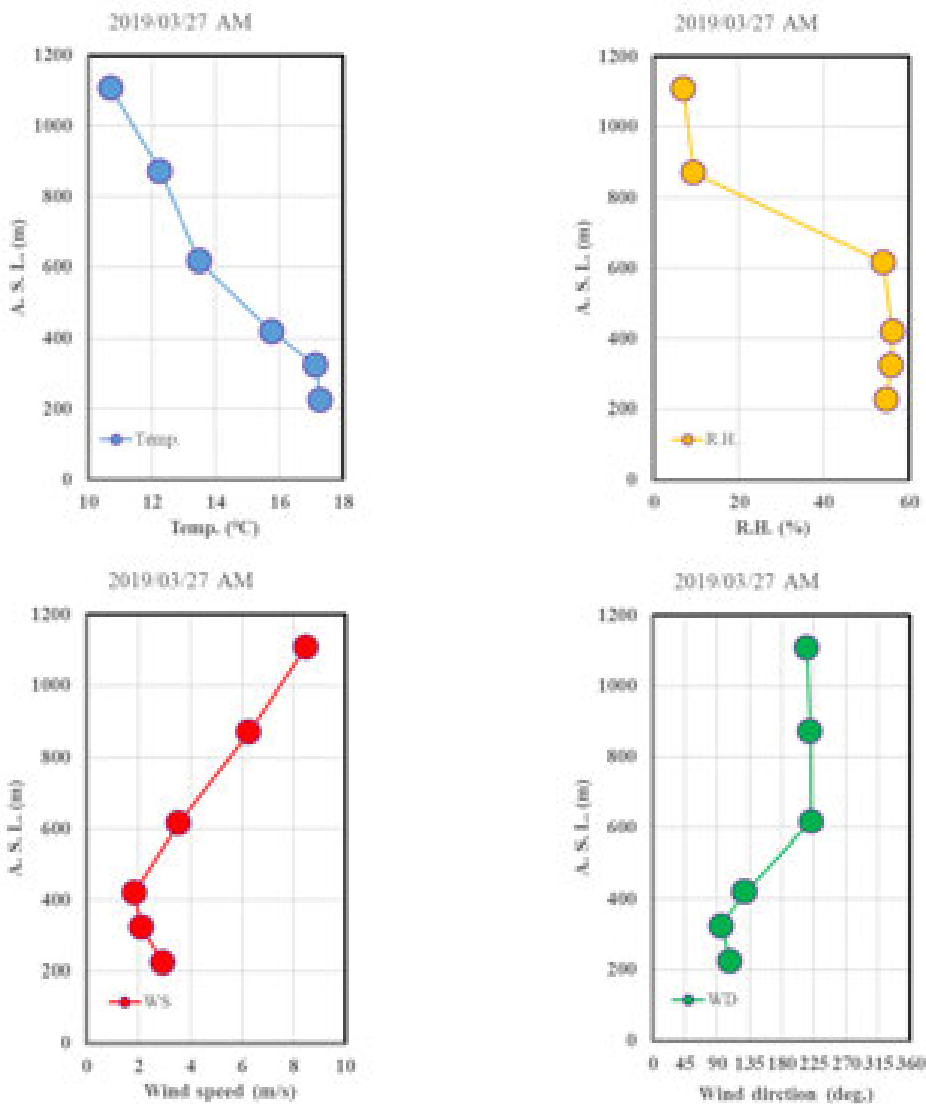 2019/03/27 AM
1200
1000
800
600
400
200
0
A. S. L. (m)
Temp.
10 12 14 16 18
Temp. (°C)
2019/03/27 AM
1200
1000
800
600
400
200
0
A. S. L. (m)
R.H.
0 20 40 60
R.H. (%)
2019/03/27 AM
1200
1000
800
600
400
200
0
A. S. L. (m)
WS
0 2 4 6 8 10
Wind speed (m/s)
2019/03/27 AM
1200
1000
800
600
400
200
0
A. S. L. (m)
WD
0 45 90 135 180 225 270 315 360
Wind dirction (deg.)